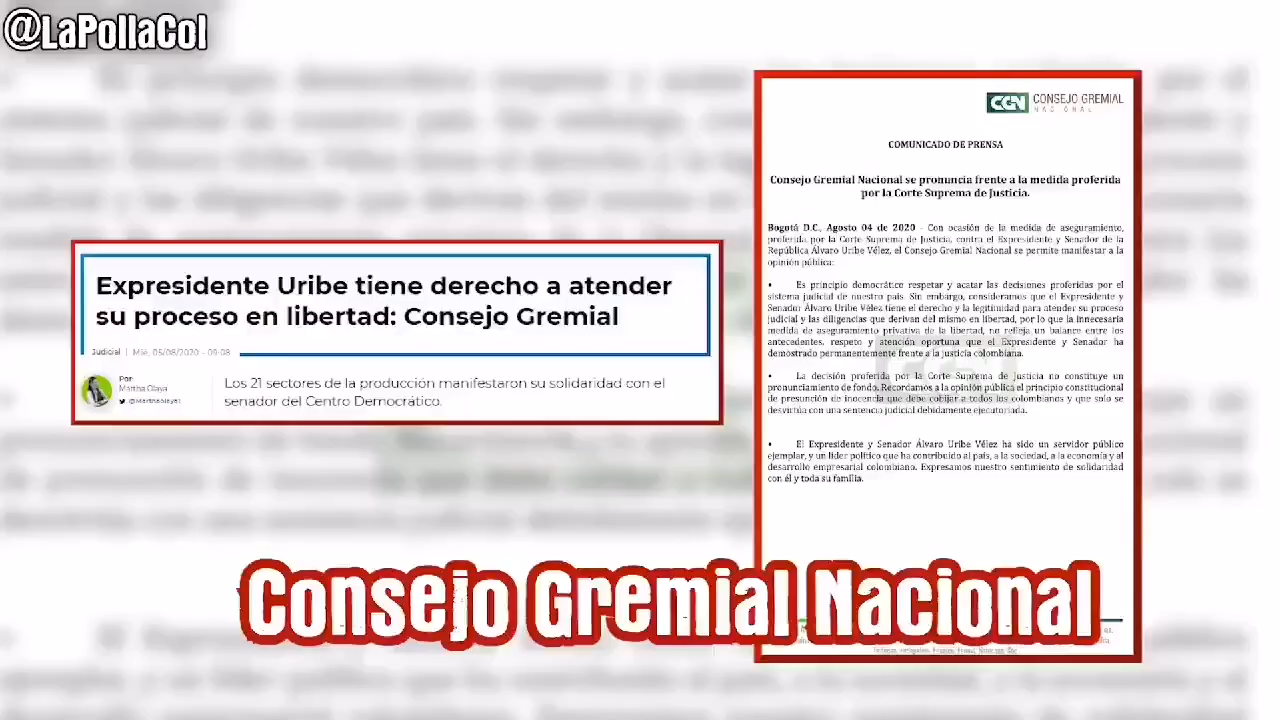 @LaPollaCol
Expresidente Uribe tiene derecho a atender
su proceso en libertad: Consejo Gremial
Judicial | Mié, 05/08/2020 - 09:08
Por:
Martha Olaya
Los 21 sectores de la producción manifestaron su solidaridad con el
senador del Centro Democrático.
CGN CONSEJO GREMIAL
NACIONAL
COMUNICADO DE PRENSA
Consejo Gremial Nacional se pronuncia frente a la medida proferida
por la Corte Suprema de Justicia.
Bogotá D.C., Agosto 04 de 2020 - Con ocasión de la medida de aseguramiento,
proferida por la Corte Suprema de Justicia, contra el Expresidente y Senador de la
República Álvaro Uribe Vélez, el Consejo Gremial Nacional se permite manifestar a la
opinión pública:
• Es principio democrático respetar y acatar las decisiones proferidas por el
sistema judicial de nuestro país. Sin embargo, consideramos que el Expresidente y
Senador Álvaro Uribe Vélez tiene el derecho y la legitimidad para atender su proceso
judicial y las diligencias que derivan del mismo en libertad, por lo que la innecesaria
medida de aseguramiento privativa de la libertad, no refleja un balance entre los
antecedentes, respeto y atención oportuna que el Expresidente y Senador ha
demostrado permanentemente frente a la justicia colombiana.
• La decisión proferida por la Corte Suprema de Justicia no constituye un
pronunciamiento de fondo. Recordamos a la opinión pública el principio constitucional
de presunción de inocencia que debe cobijar a todos los colombianos y que solo se
desvirtúa con una sentencia judicial debidamente ejecutoriada.
• El Expresidente y Senador Álvaro Uribe Vélez ha sido un servidor público
ejemplar, y un líder político que ha contribuido al país, a la sociedad, a la economía y al
desarrollo empresarial colombiano. Expresamos nuestro sentimiento de solidaridad
con él y toda su familia.
Consejo Gremial Nacional